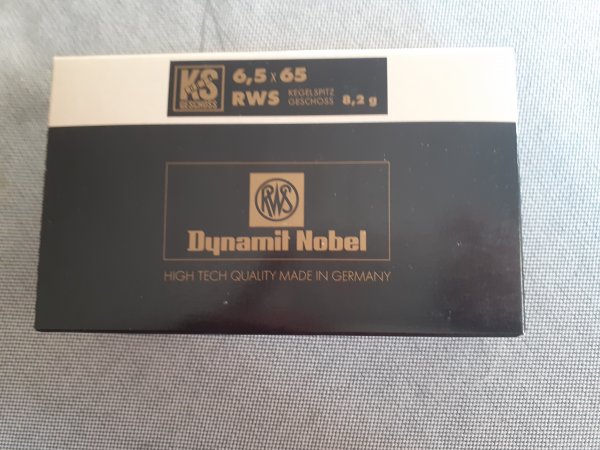 KS
GESCHOSS
6,5 x 65
RWS KEGELSPITZ
GESCHOSS 8,2 g
RWS
Dynamit Nobel
HIGH TECH QUALITY MADE IN GERMANY